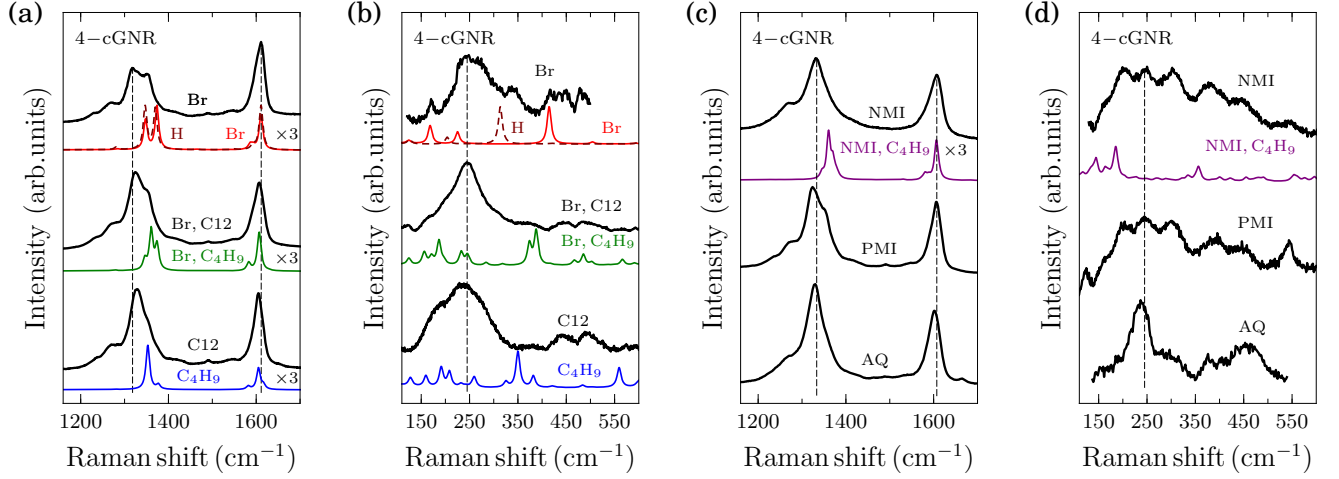 (a)
4−cGNR
Br
H
Br
×3
Br, C12
Br, C₄H₉
×3
C12
C₄H₉
×3
Intensity (arb.units)
1200
1400
1600
Raman shift (cm⁻¹)
(b)
4−cGNR
Br
H
Br
Br, C12
Br, C₄H₉
C12
C₄H₉
Intensity (arb.units)
150
250
350
450
550
Raman shift (cm⁻¹)
(c)
4−cGNR
NMI
NMI, C₄H₉
×3
PMI
AQ
Intensity (arb.units)
1200
1400
1600
Raman shift (cm⁻¹)
(d)
4−cGNR
NMI
NMI, C₄H₉
PMI
AQ
Intensity (arb.units)
150
250
350
450
550
Raman shift (cm⁻¹)